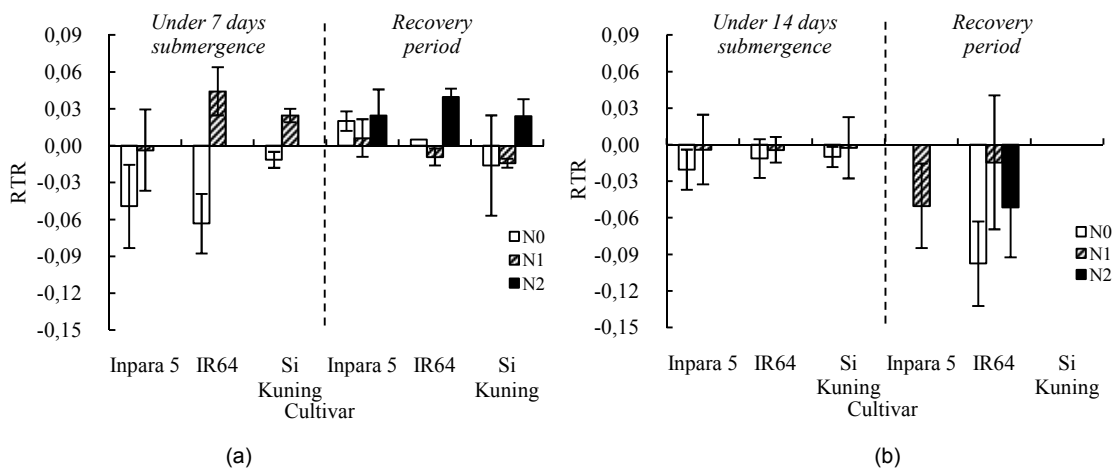 Under 7 days
submergence
Recovery
period
0,09
0,06
0,03
0,00
-0,03
-0,06
-0,09
-0,12
-0,15
RTR
N0
N1
N2
Inpara 5 IR64 Si
Kuning Inpara 5 IR64 Si
Kuning
Cultivar
(a)
Under 14 days
submergence
Recovery
period
0,09
0,06
0,03
0,00
-0,03
-0,06
-0,09
-0,12
-0,15
RTR
N0
N1
N2
Inpara 5 IR64 Si
Kuning Inpara 5 IR64 Si
Kuning
Cultivar
(b)